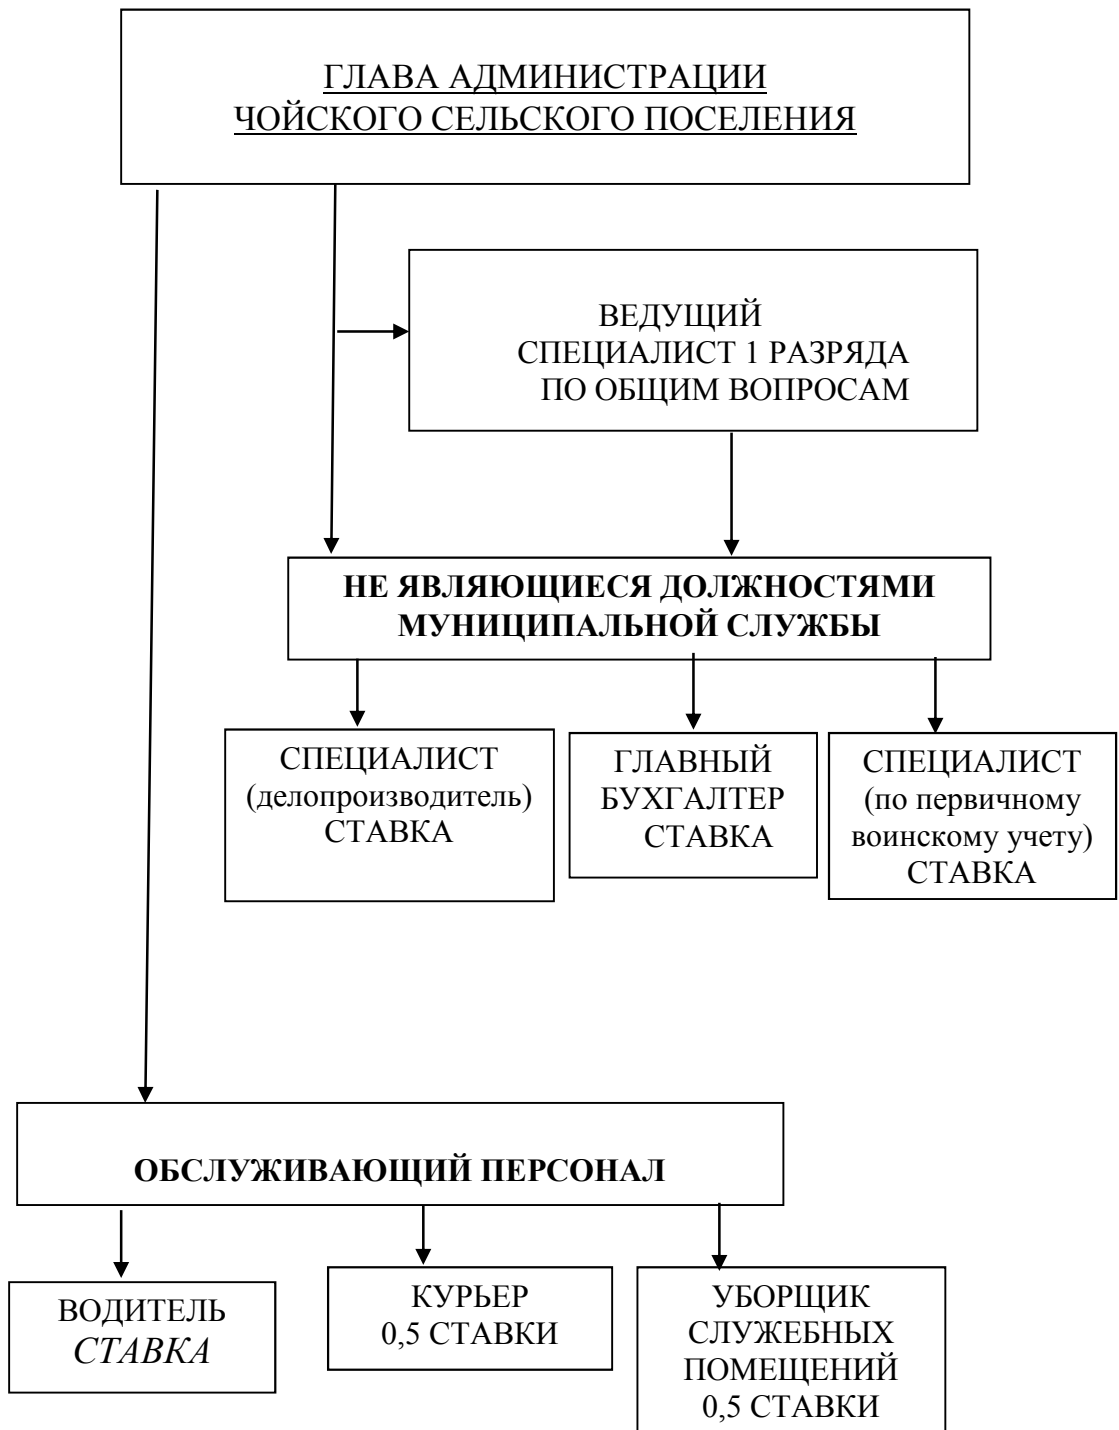 ГЛАВА АДМИНИСТРАЦИИ
ЧОЙСКОГО СЕЛЬСКОГО ПОСЕЛЕНИЯ
ВЕДУЩИЙ
СПЕЦИАЛИСТ 1 РАЗРЯДА
ПО ОБЩИМ ВОПРОСАМ
НЕ ЯВЛЯЮЩИЕСЯ ДОЛЖНОСТЯМИ
МУНИЦИПАЛЬНОЙ СЛУЖБЫ
СПЕЦИАЛИСТ
(делопроизводитель)
СТАВКА
ГЛАВНЫЙ
БУХГАЛТЕР
СТАВКА
СПЕЦИАЛИСТ
(по первичному
воинскому учету)
СТАВКА
ОБСЛУЖИВАЮЩИЙ ПЕРСОНАЛ
ВОДИТЕЛЬ
СТАВКА
КУРЬЕР
0,5 СТАВКИ
УБОРЩИК
СЛУЖЕБНЫХ
ПОМЕЩЕНИЙ
0,5 СТАВКИ